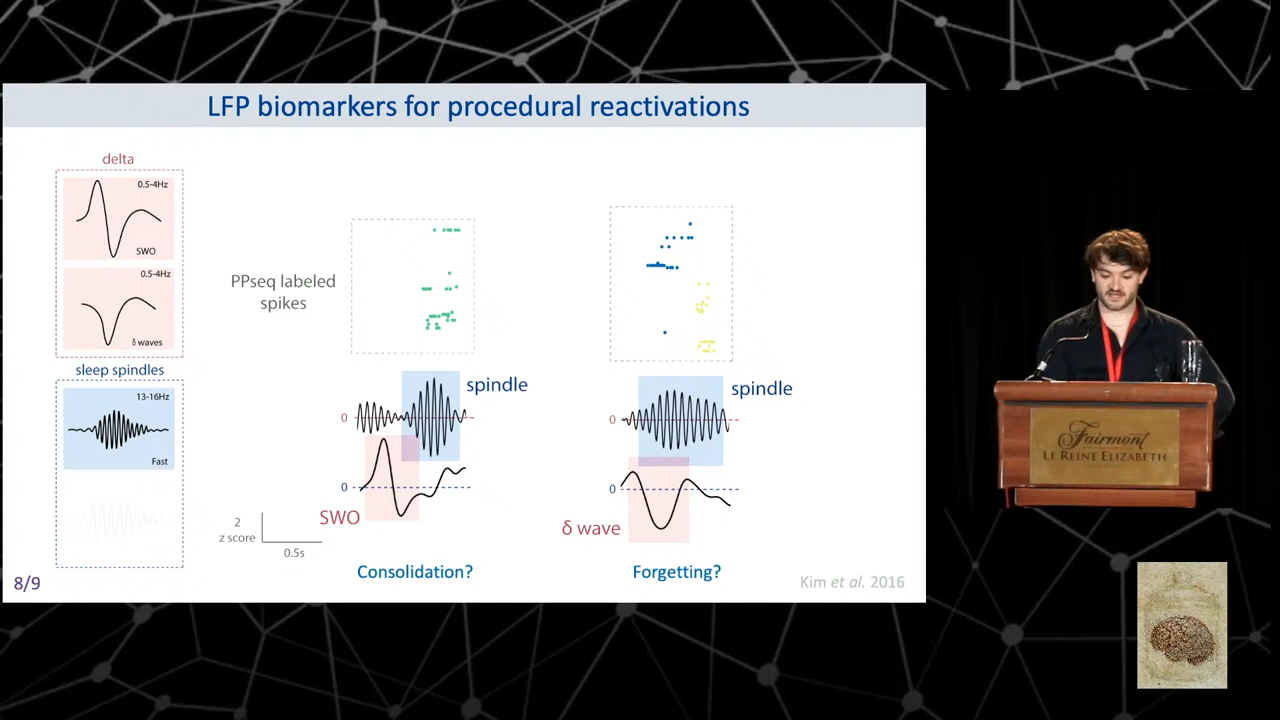 LFP biomarkers for procedural reactivations
delta
0.5-4Hz
SWO
0.5-4Hz
δ waves
sleep spindles
13-16Hz
Fast
PPseq labeled
spikes
spindle
0
0
SWO
2
z score
0.5s
Consolidation?
spindle
0
0
δ wave
Forgetting?
8/9
Kim et al. 2016
Fairmont
LE REINE ELIZABETH